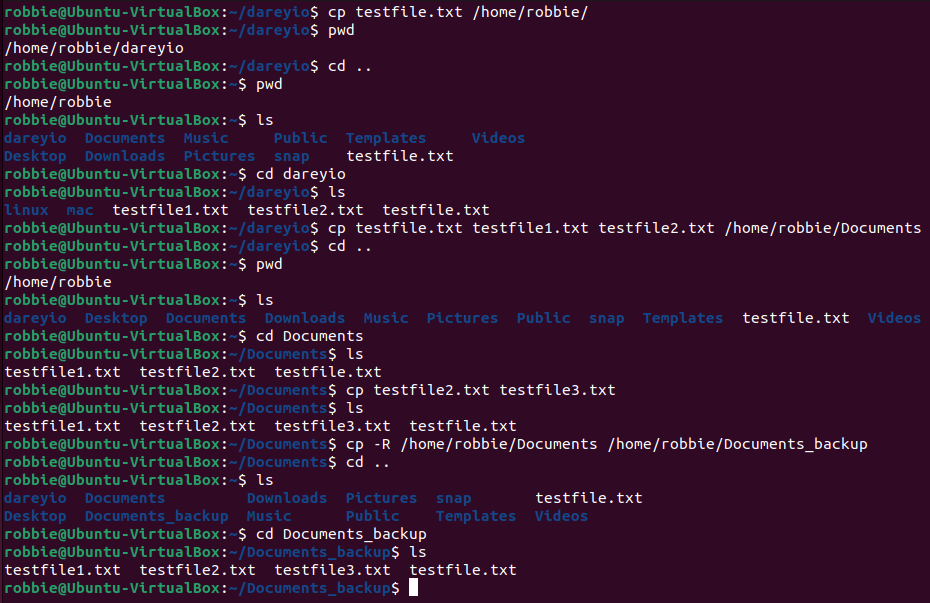 robbie@Ubuntu-VirtualBox:~/dareyio$ cp testfile.txt /home/robbie/
robbie@Ubuntu-VirtualBox:~/dareyio$ pwd
/home/robbie/dareyio
robbie@Ubuntu-VirtualBox:~/dareyio$ cd ..
robbie@Ubuntu-VirtualBox:~$ pwd
/home/robbie
robbie@Ubuntu-VirtualBox:~$ ls
dareyio  Documents  Music     Public  Templates     Videos
Desktop  Downloads  Pictures  snap    testfile.txt
robbie@Ubuntu-VirtualBox:~$ cd dareyio
robbie@Ubuntu-VirtualBox:~/dareyio$ ls
linux  mac  testfile1.txt  testfile2.txt  testfile.txt
robbie@Ubuntu-VirtualBox:~/dareyio$ cp testfile.txt testfile1.txt testfile2.txt /home/robbie/Documents
robbie@Ubuntu-VirtualBox:~/dareyio$ cd ..
robbie@Ubuntu-VirtualBox:~$ pwd
/home/robbie
robbie@Ubuntu-VirtualBox:~$ ls
dareyio  Desktop  Documents  Downloads  Music  Pictures  Public  snap  Templates  testfile.txt  Videos
robbie@Ubuntu-VirtualBox:~$ cd Documents
robbie@Ubuntu-VirtualBox:~/Documents$ ls
testfile1.txt  testfile2.txt  testfile.txt
robbie@Ubuntu-VirtualBox:~/Documents$ cp testfile2.txt testfile3.txt
robbie@Ubuntu-VirtualBox:~/Documents$ ls
testfile1.txt  testfile2.txt  testfile3.txt  testfile.txt
robbie@Ubuntu-VirtualBox:~/Documents$ cp -R /home/robbie/Documents /home/robbie/Documents_backup
robbie@Ubuntu-VirtualBox:~/Documents$ cd ..
robbie@Ubuntu-VirtualBox:~$ ls
dareyio  Documents         Downloads  Pictures  snap       testfile.txt
Desktop  Documents_backup  Music      Public    Templates  Videos
robbie@Ubuntu-VirtualBox:~$ cd Documents_backup
robbie@Ubuntu-VirtualBox:~/Documents_backup$ ls
testfile1.txt  testfile2.txt  testfile3.txt  testfile.txt
robbie@Ubuntu-VirtualBox:~/Documents_backup$